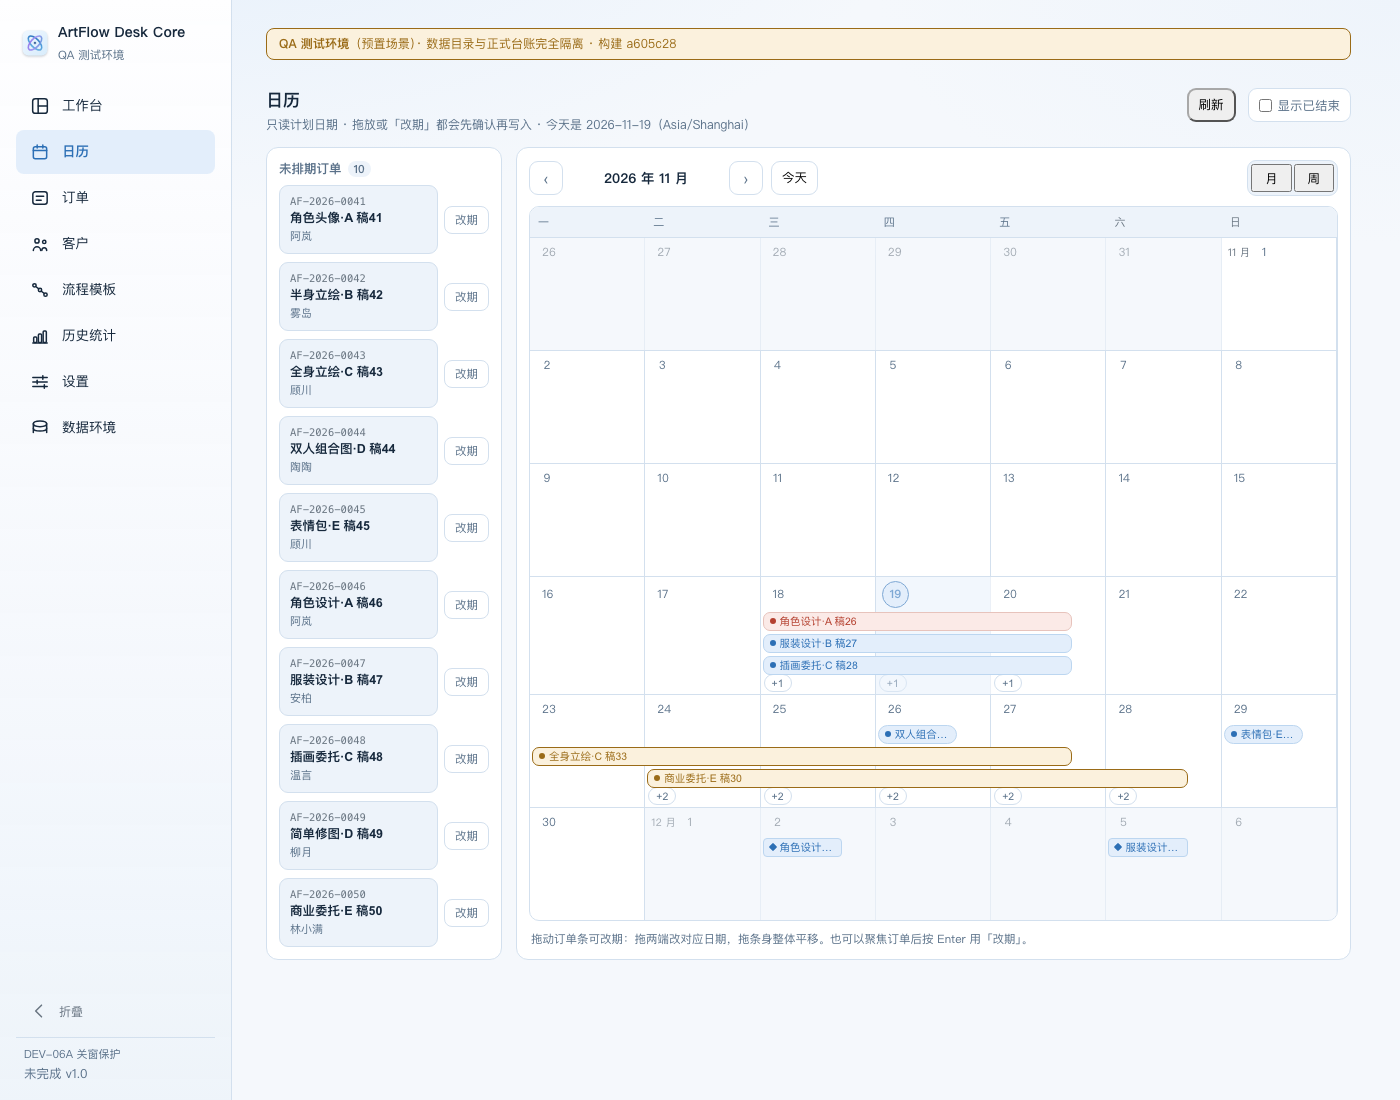 ArtFlow Desk Core
QA 测试环境
工作台
日历
订单
客户
流程模板
历史统计
设置
数据环境
折叠
DEV-06A 关窗保护
未完成 v1.0
QA 测试环境（预置场景）· 数据目录与正式台账完全隔离 · 构建 a605c28
日历
只读计划日期 · 拖放或「改期」都会先确认再写入 · 今天是 2026-11-19（Asia/Shanghai）
刷新
显示已结束
未排期订单 10
AF-2026-0041
角色头像·A 稿41
阿岚
改期
AF-2026-0042
半身立绘·B 稿42
雾岛
改期
AF-2026-0043
全身立绘·C 稿43
顾川
改期
AF-2026-0044
双人组合图·D 稿44
陶陶
改期
AF-2026-0045
表情包·E 稿45
顾川
改期
AF-2026-0046
角色设计·A 稿46
阿岚
改期
AF-2026-0047
服装设计·B 稿47
安柏
改期
AF-2026-0048
插画委托·C 稿48
温言
改期
AF-2026-0049
简单修图·D 稿49
柳月
改期
AF-2026-0050
商业委托·E 稿50
林小满
改期
‹ 2026 年 11 月 › 今天 月 周
一 二 三 四 五 六 日
26 27 28 29 30 31 11 月 1
2 3 4 5 6 7 8
9 10 11 12 13 14 15
16 17 18 19 20 21 22
角色设计·A 稿26
服装设计·B 稿27
插画委托·C 稿28
+1 +1 +1
23 24 25 26 27 28 29
双人组合… 表情包·E…
全身立绘·C 稿33
商业委托·E 稿30
+2 +2 +2 +2 +2
30 12 月 1 2 3 4 5 6
角色设计… 服装设计…
拖动订单条可改期：拖两端改对应日期，拖条身整体平移。也可以聚焦订单后按 Enter 用「改期」。